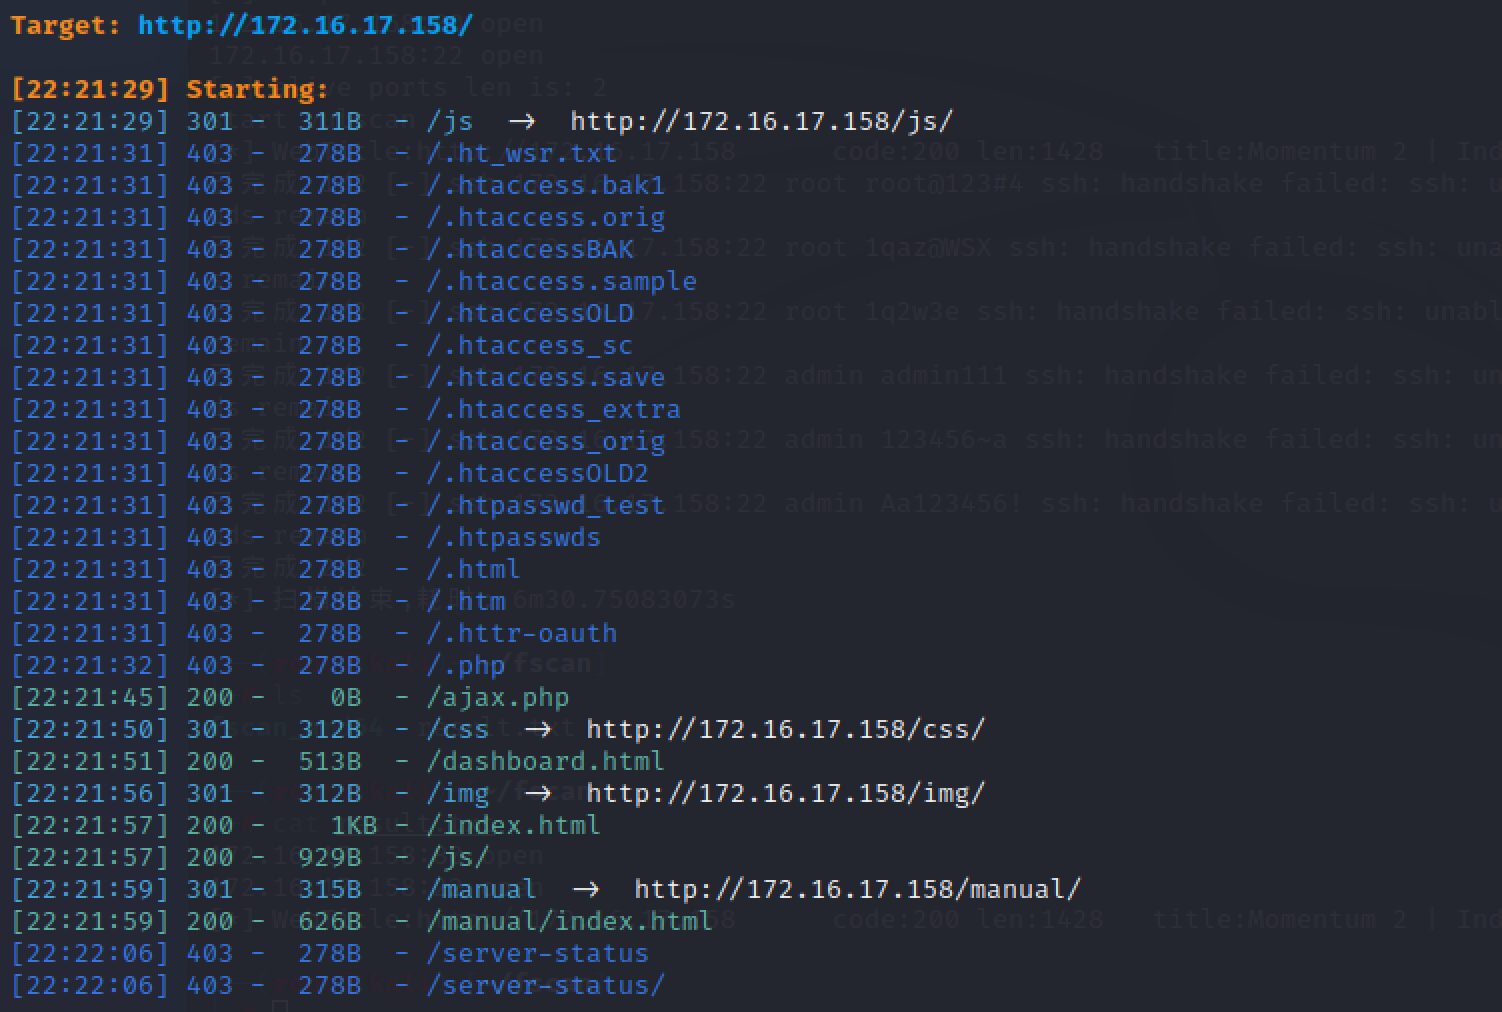 Target: http://172.16.17.158/
[22:21:29] Starting:
[22:21:29] 301 -  311B  - /js  →  http://172.16.17.158/js/
[22:21:31] 403 -  278B  - /.ht_wsr.txt
[22:21:31] 403 -  278B  - /.htaccess.bak1
[22:21:31] 403 -  278B  - /.htaccess.orig
[22:21:31] 403 -  278B  - /.htaccessBAK
[22:21:31] 403 -  278B  - /.htaccess.sample
[22:21:31] 403 -  278B  - /.htaccessOLD
[22:21:31] 403 -  278B  - /.htaccess_sc
[22:21:31] 403 -  278B  - /.htaccess.save
[22:21:31] 403 -  278B  - /.htaccess_extra
[22:21:31] 403 -  278B  - /.htaccess_orig
[22:21:31] 403 -  278B  - /.htaccessOLD2
[22:21:31] 403 -  278B  - /.htpasswd_test
[22:21:31] 403 -  278B  - /.htpasswds
[22:21:31] 403 -  278B  - /.html
[22:21:31] 403 -  278B  - /.htm
[22:21:31] 403 -  278B  - /.httr-oauth
[22:21:32] 403 -  278B  - /.php
[22:21:45] 200 -    0B  - /ajax.php
[22:21:50] 301 -  312B  - /css  →  http://172.16.17.158/css/
[22:21:51] 200 -  513B  - /dashboard.html
[22:21:56] 301 -  312B  - /img  →  http://172.16.17.158/img/
[22:21:57] 200 -    1KB - /index.html
[22:21:57] 200 -  929B  - /js/
[22:21:59] 301 -  315B  - /manual  →  http://172.16.17.158/manual/
[22:21:59] 200 -  626B  - /manual/index.html
[22:22:06] 403 -  278B  - /server-status
[22:22:06] 403 -  278B  - /server-status/